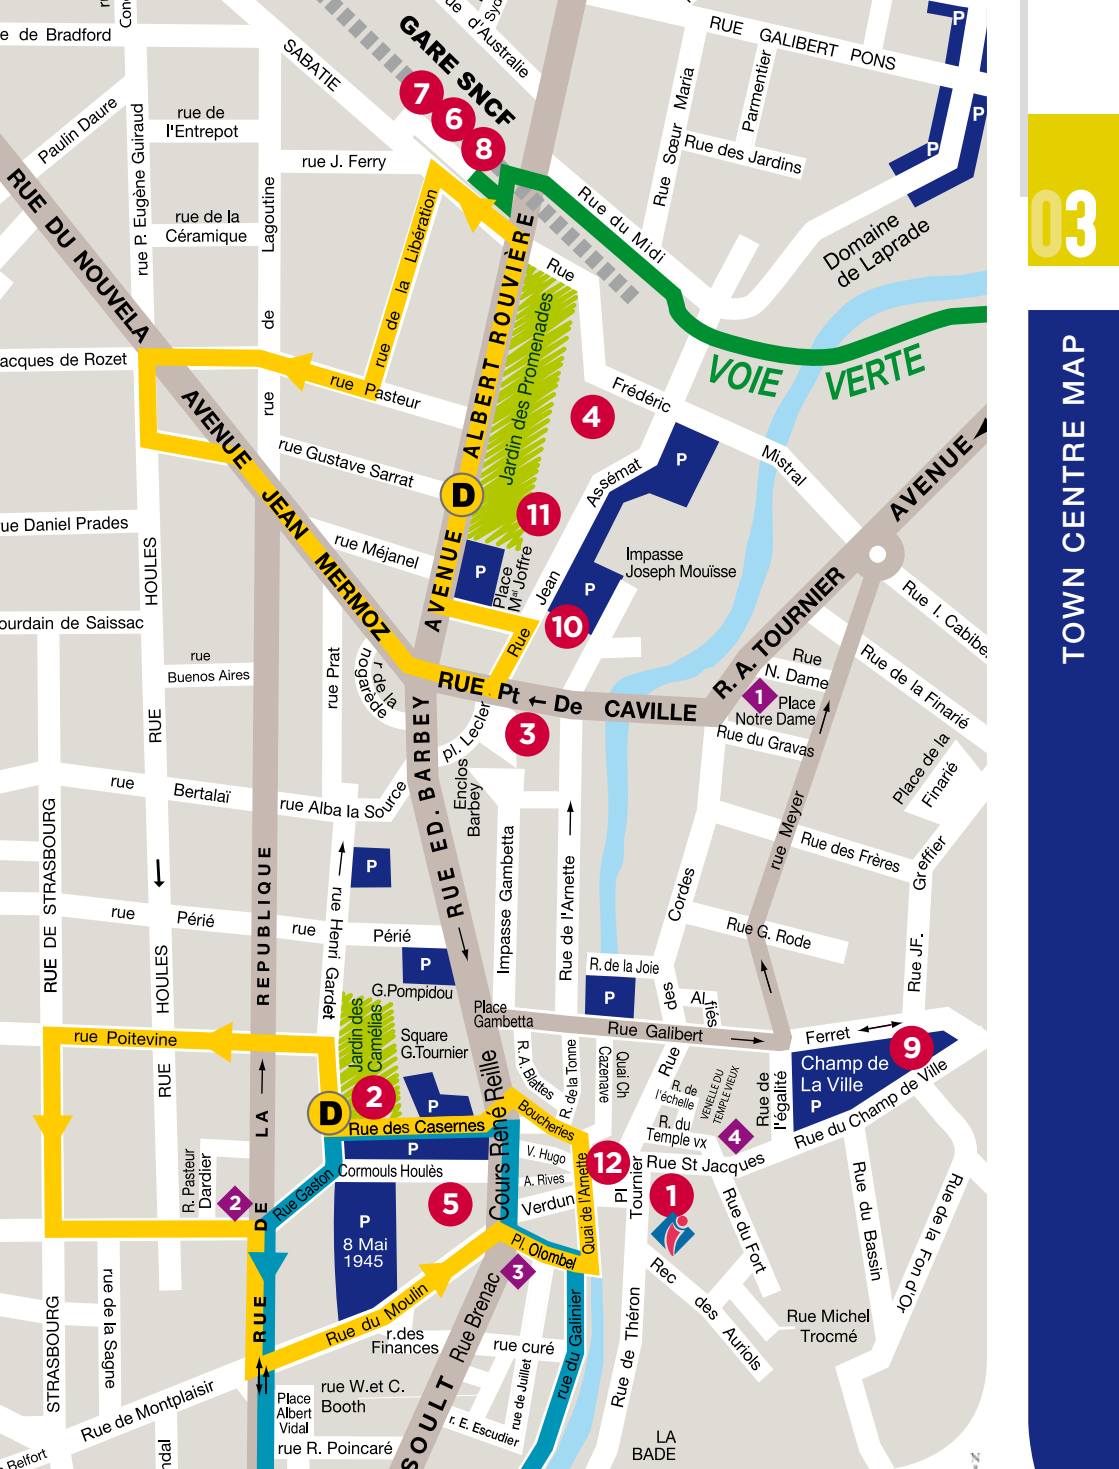 e de Bradford
rue P. Eugène Guiraud
Paulin Daure
rue de
l'Entrepot
rue de la
Céramique
SABATIE
rue J. Ferry
GARE SNCF
7
6
8
d'Australie
RUE GALIBERT PONS
Parmentier
Rue Sœur Maria
Rue des Jardins
P
P
P
Domaine
de Laprade
03
TOWN CENTRE MAP
RUE DU NOUVELA
Lagoutine
de
rue
rue de la Libération
AVENUE ALBERT ROUVIÈRE
Rue du Midi
VOIE VERTE
Rue
Frédéric
Mistral
Jardin des Promenades
4
acques de Rozet
rue Pasteur
rue Gustave Sarrat
rue Méjanel
AVENUE JEAN MERMOZ
D
11
P
Place
Mal Joffre
Rue
Jean
Assémat
P
P
Impasse
Joseph Mouïsse
10
AVENUE
R. A. TOURNIER
Rue I. Cabibe
Rue de la Finarié
Place de la
Finarié
ue Daniel Prades
HOULES
ourdain de Saissac
rue
Buenos Aires
RUE
rue Prat
r. de la
nogarède
RUE Pt De CAVILLE
Rue
N. Dame
1
Place
Notre Dame
Rue du Gravas
3
pl. Lecler
Enclos
Barbey
RUE ED. BARBEY
rue Bertalaï
rue Alba la Source
RUE DE STRASBOURG
P
rue Henri Gardet
Impasse Gambetta
Rue de l'Arnette
Cordes
des
Rue
rue Meyer
Rue des Frères
Greffier
Rue JF.
Rue G. Rode
rue Périé
rue Périé
HOULES
RUE
RUE DE LA REPUBLIQUE
P
G.Pompidou
Place
Gambetta
R. de la Joie
P
Al
fiés
Rue Galibert
Ferret
9
Champ de
La Ville
P
Rue du Champ de Ville
rue Poitevine
Jardin des
Camélias
Square
G.Tournier
2
D
P
Rue des Casernes
P
Cours René Reille
R. A. Blattes
R. de la Tonne
Quai Ch
Cazenave
R. de
l'échelle
VENELLE DU
TEMPLE VIEUX
R. du
Temple vx
4
Rue de
l'égalité
Boucheries
V. Hugo
A. Rives
Verdun
Quai de l'Arnette
12
Rue St Jacques
Pl
Tournier
1
Rue du Fort
Rue du Bassin
Rue de la Fon d'Or
R. Pasteur
Dardier
2
Rue Gaston
Cormouls Houlès
P
8 Mai
1945
5
Pl. Olombel
3
Rec des Auriols
Rue Michel
Trocmé
STRASBOURG
rue de la Sagne
Rue du Moulin
r.des
Finances
Rue Brenac
SOULT
rue curé
rue de Juillet
rue du Galinier
Rue de Théron
Rue de Montplaisir
Belfort
ndal
Place
Albert
Vidal
rue W.et C.
Booth
rue R. Poincaré
r. E. Escudier
LA
BADE